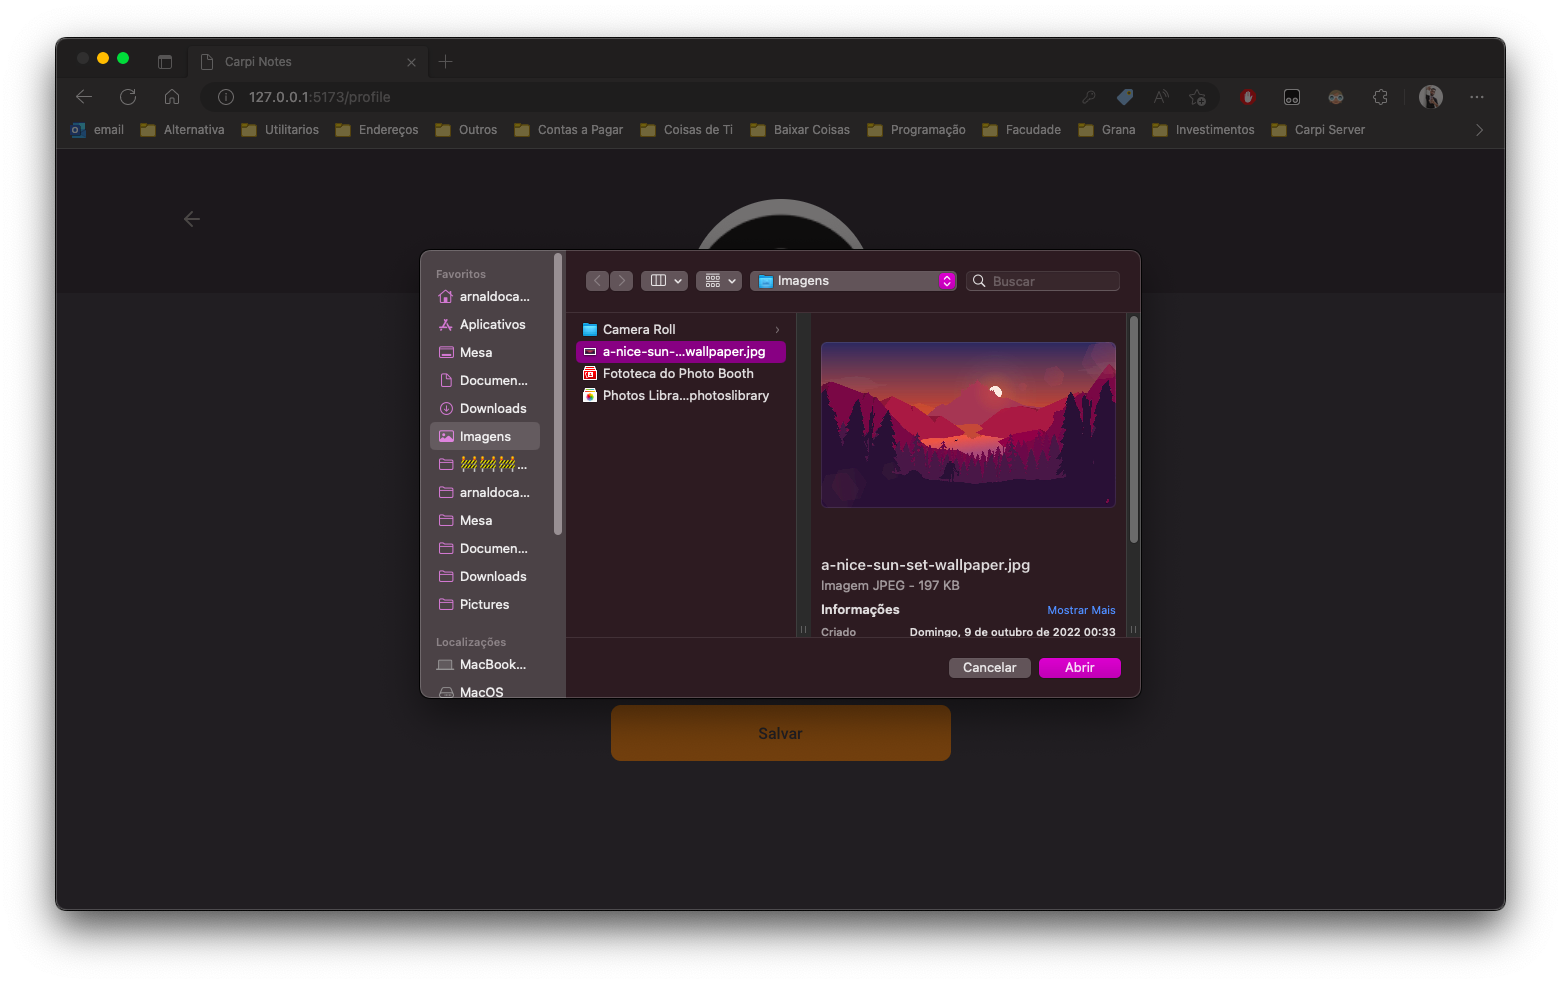 Carpi Notes
127.0.0.1:5173/profile
email Alternativa Utilitarios Endereços Outros Contas a Pagar Coisas de Ti Baixar Coisas Programação Facudade Grana Investimentos Carpi Server
Favoritos
arnaldoca...
Aplicativos
Mesa
Documen...
Downloads
Imagens
🚧🚧🚧...
arnaldoca...
Mesa
Documen...
Downloads
Pictures
Localizações
MacBook...
MacOS
Imagens
Buscar
Camera Roll
a-nice-sun-...wallpaper.jpg
Fototeca do Photo Booth
Photos Libra...photoslibrary
a-nice-sun-set-wallpaper.jpg
Imagem JPEG - 197 KB
Informações Mostrar Mais
Criado Domingo, 9 de outubro de 2022 00:33
Cancelar Abrir
Salvar